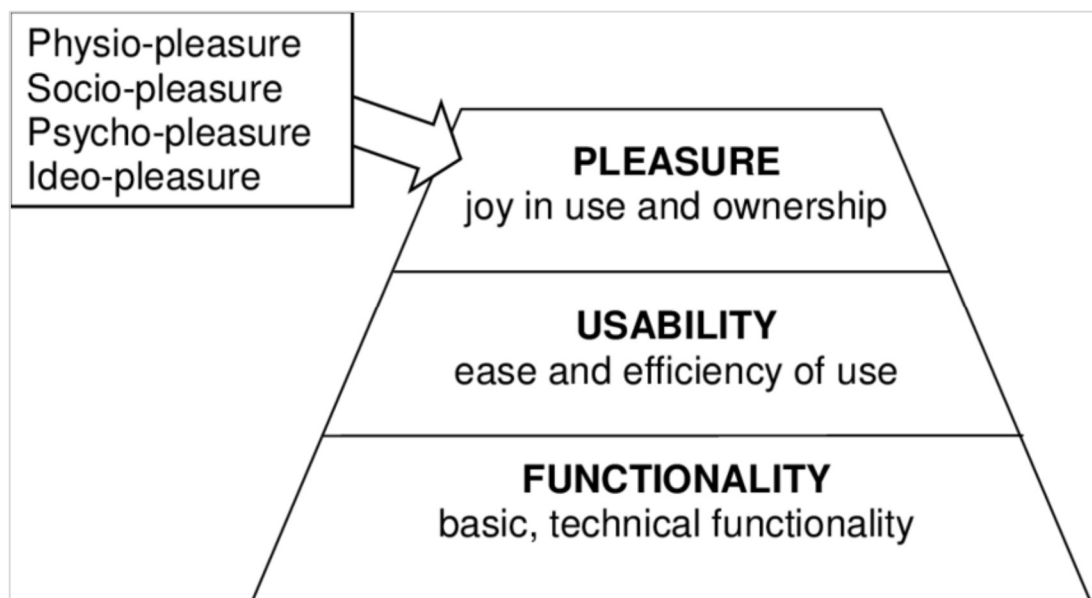 Physio-pleasure
Socio-pleasure
Psycho-pleasure
Ideo-pleasure
PLEASURE
joy in use and ownership
USABILITY
ease and efficiency of use
FUNCTIONALITY
basic, technical functionality